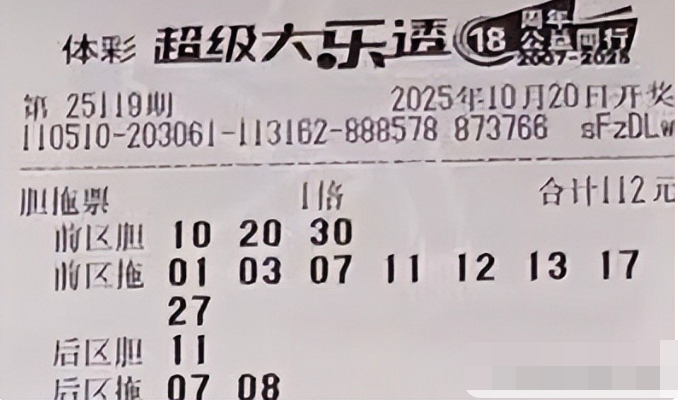 体彩 超级大乐透 18 周年 公益同行 2007-2025
第 25119期 2025年10月20日开奖
110510-203061-113162-888578 873766 sFzDLw
胆拖票 1倍 合计112元
前区胆 10 20 30
前区拖 01 03 07 11 12 13 17
27
后区胆 11
后区拖 07 08